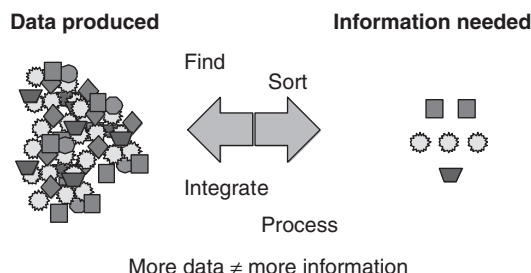 Data produced
Information needed
Find
Sort
Integrate
Process
More data ≠ more information